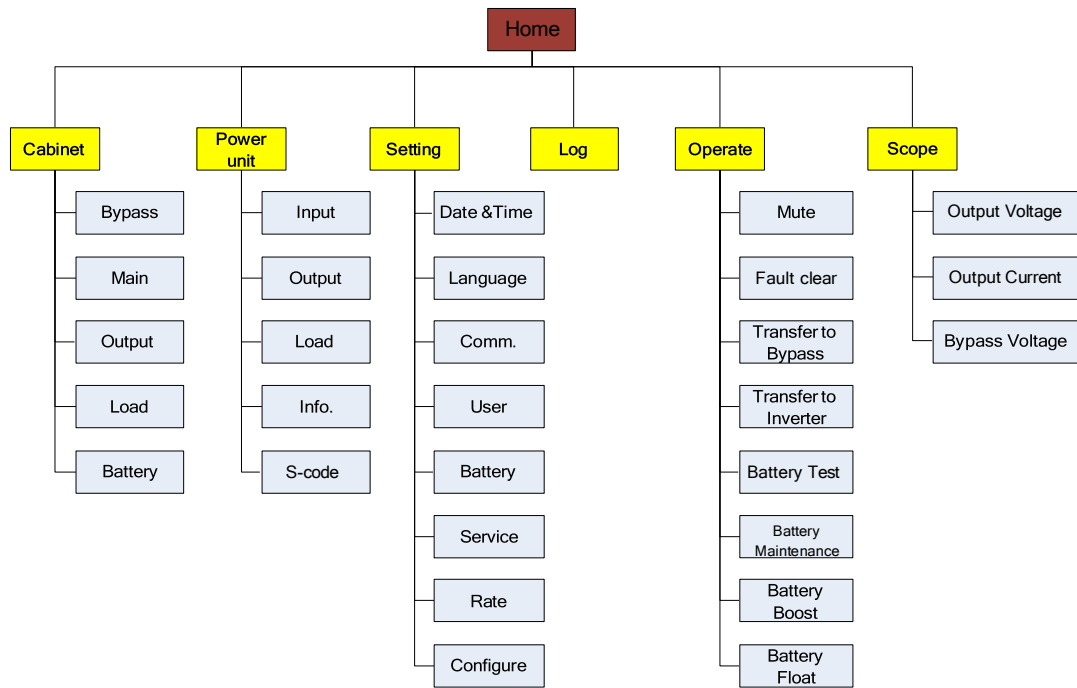 Home
Cabinet
Power
unit
Setting
Log
Operate
Scope
Bypass
Main
Output
Load
Battery
Input
Output
Load
Info.
S-code
Date &Time
Language
Comm.
User
Battery
Service
Rate
Configure
Mute
Fault clear
Transfer to
Bypass
Transfer to
Inverter
Battery Test
Battery
Maintenance
Battery
Boost
Battery
Float
Output Voltage
Output Current
Bypass Voltage